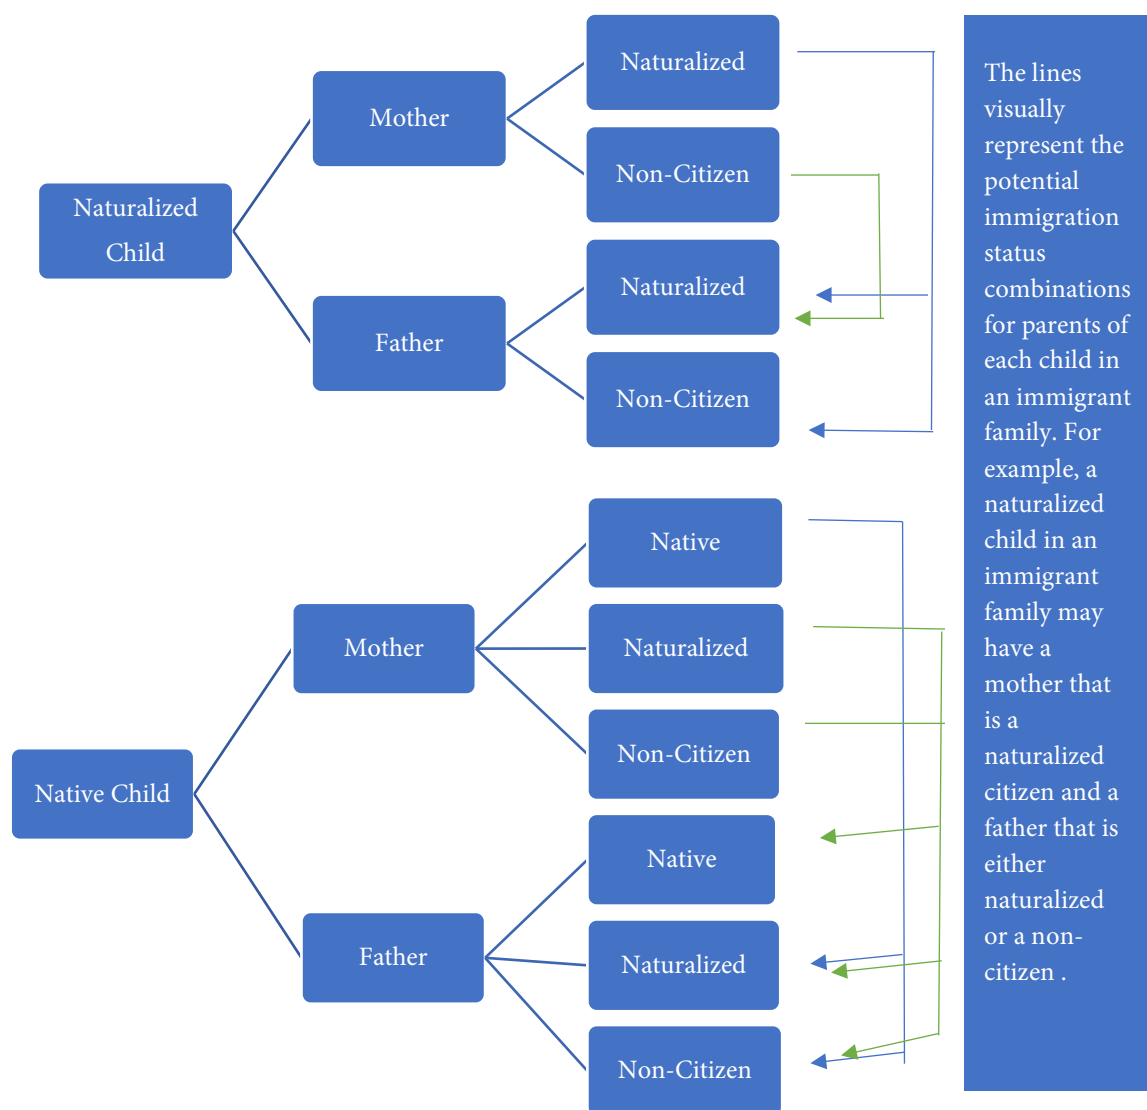 Naturalized
Child
Mother
Father
Naturalized
Non-Citizen
Naturalized
Non-Citizen
Native Child
Mother
Father
Native
Naturalized
Non-Citizen
Native
Naturalized
Non-Citizen
The lines
visually
represent the
potential
immigration
status
combinations
for parents of
each child in
an immigrant
family. For
example, a
naturalized
child in an
immigrant
family may
have a
mother that
is a
naturalized
citizen and a
father that is
either
naturalized
or a non-
citizen .